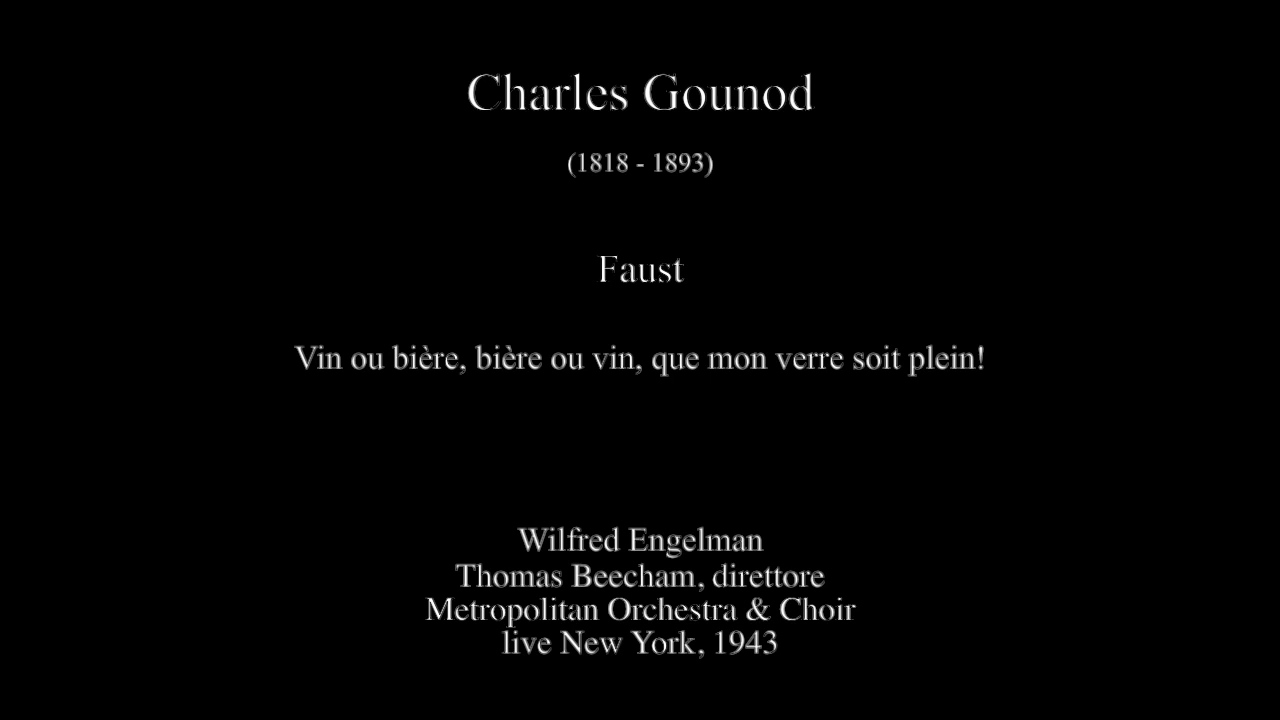 Charles Gounod
(1818 - 1893)
Faust
Vin ou bière, bière ou vin, que mon verre soit plein!
Wilfred Engelman
Thomas Beecham, direttore
Metropolitan Orchestra & Choir
live New York, 1943